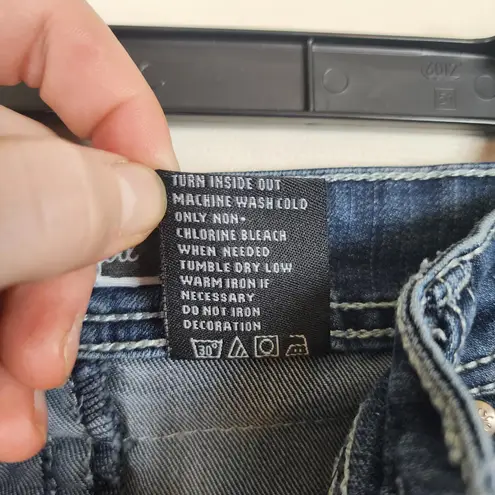 TURN INSIDE OUT
MACHINE WASH COLD
ONLY NON-
CHLORINE BLEACH
WHEN NEEDED
TUMBLE DRY LOW
WARM IRON IF
NECESSARY
DO NOT IRON
DECORATION
30°